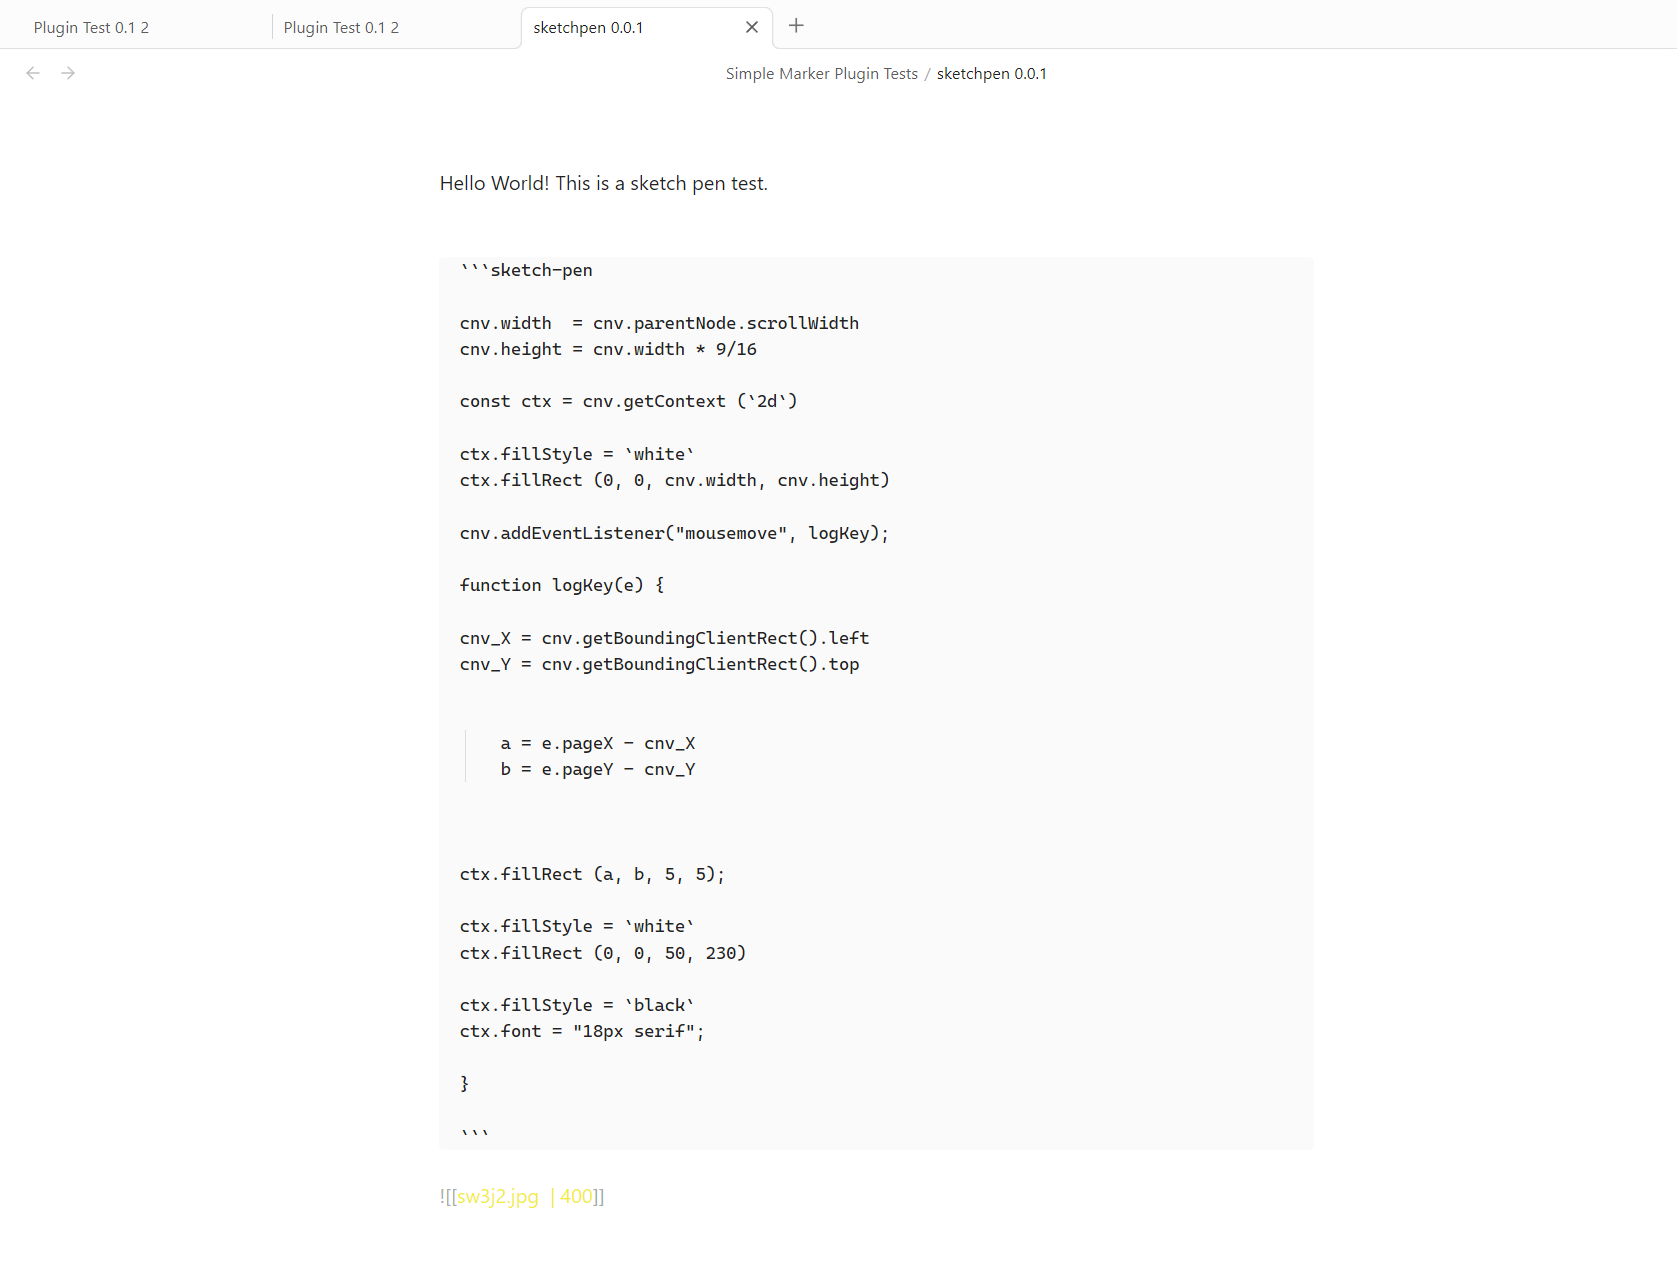 Plugin Test 0.1 2
Plugin Test 0.1 2
sketchpen 0.0.1
Simple Marker Plugin Tests / sketchpen 0.0.1
Hello World! This is a sketch pen test.
```sketch-pen
cnv.width  = cnv.parentNode.scrollWidth
cnv.height = cnv.width * 9/16
const ctx = cnv.getContext (`2d`)
ctx.fillStyle = `white`
ctx.fillRect (0, 0, cnv.width, cnv.height)
cnv.addEventListener("mousemove", logKey);
function logKey(e) {
cnv_X = cnv.getBoundingClientRect().left
cnv_Y = cnv.getBoundingClientRect().top
    a = e.pageX - cnv_X
    b = e.pageY - cnv_Y
ctx.fillRect (a, b, 5, 5);
ctx.fillStyle = `white`
ctx.fillRect (0, 0, 50, 230)
ctx.fillStyle = `black`
ctx.font = "18px serif";
}
```
![[sw3j2.jpg  | 400]]